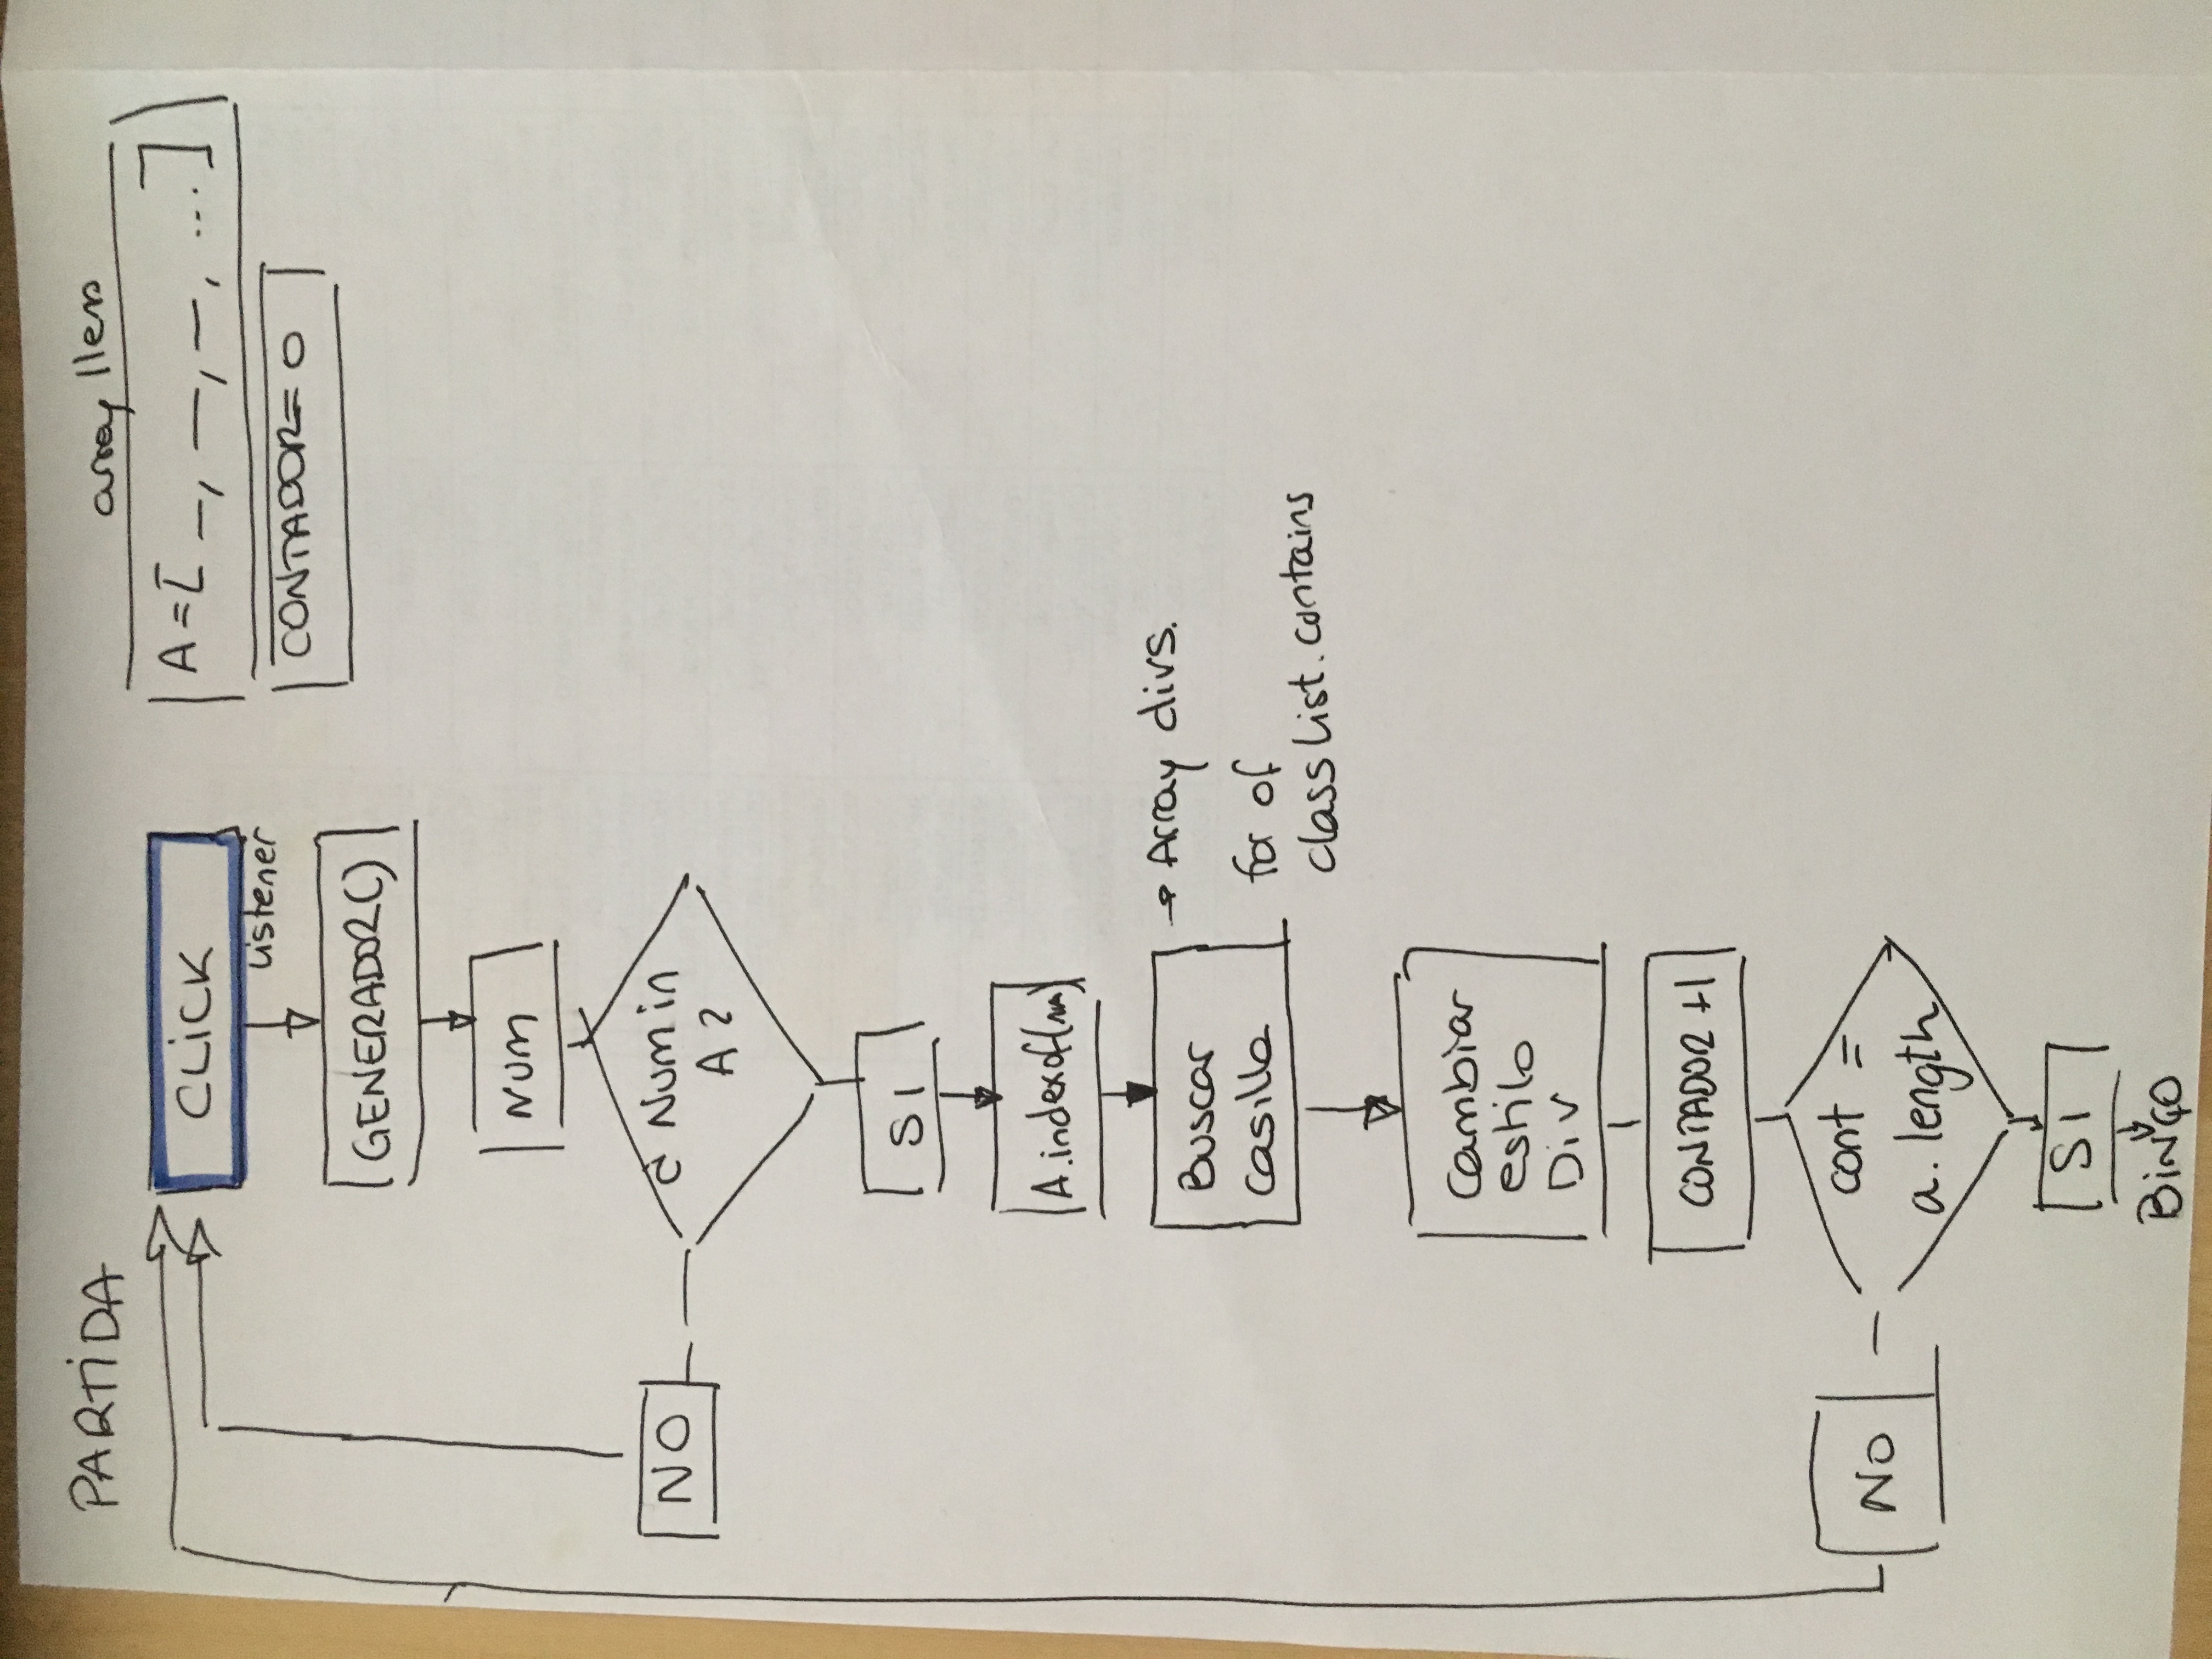 PARTIDA
array llena
CLICK
A = [ _, _, _, ... ]
Listener
CONTADOR = 0
GENERADOR()
NUM
¿ Num in
A ?
NO
SI
A.indexof(num)
Buscar
casilla
→ Array divs.
for of
classlist.contains
Cambiar
estilo
Div
CONTADOR +1
cont =
a. length
NO
SI
BINGO